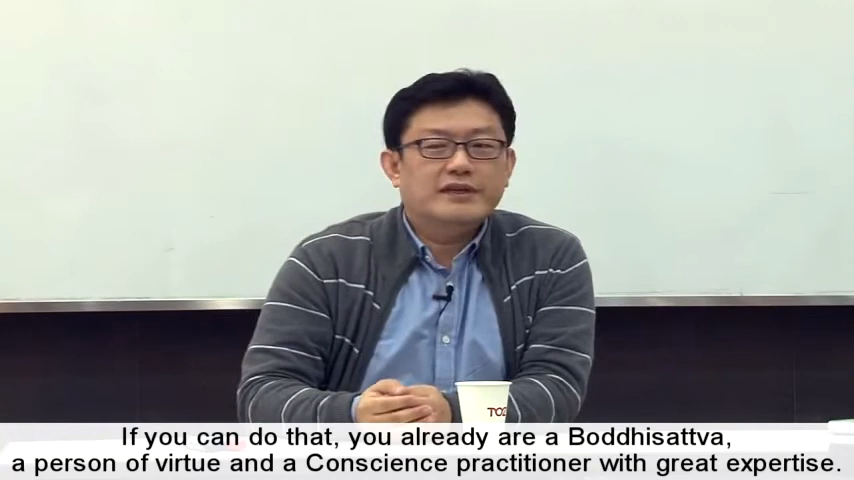 If you can do that, you already are a Boddhisattva,
a person of virtue and a Conscience practitioner with great expertise.